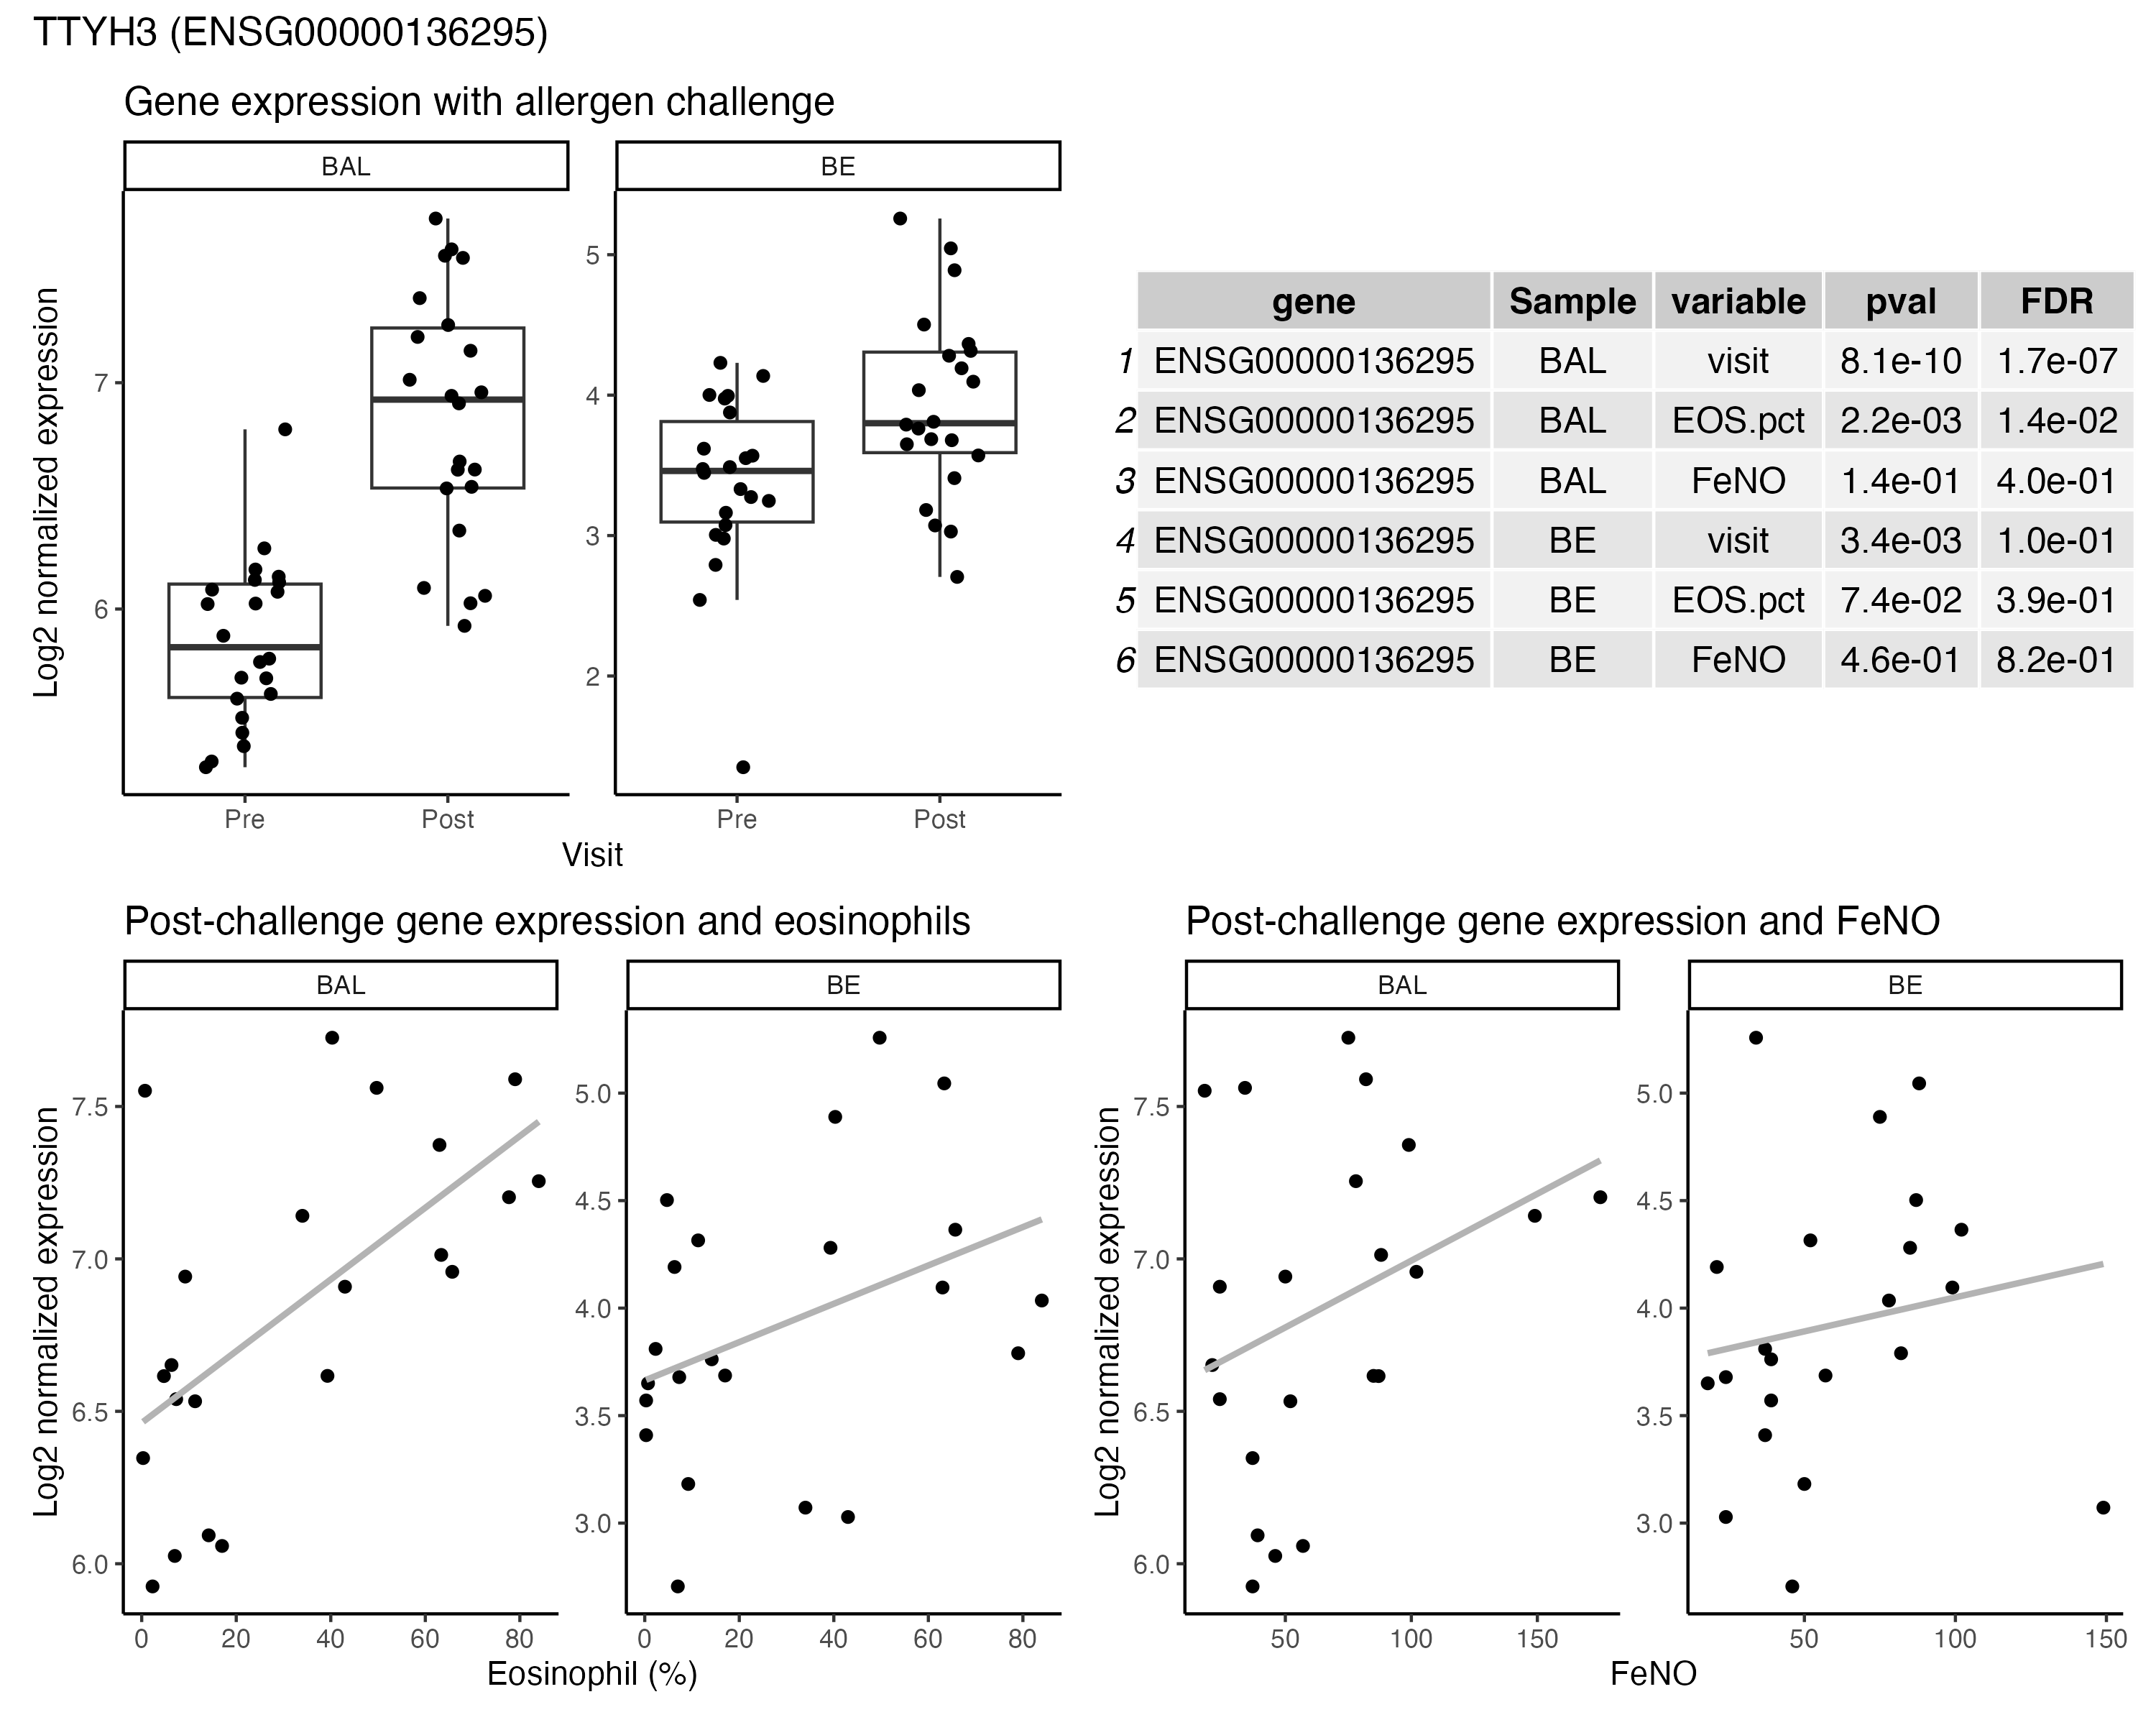 TTYH3 (ENSG00000136295)
Gene expression with allergen challenge
BAL
BE
Log2 normalized expression
7
6
5
4
3
2
Pre
Post
Pre
Post
Visit
gene Sample variable pval FDR
1 ENSG00000136295 BAL visit 8.1e-10 1.7e-07
2 ENSG00000136295 BAL EOS.pct 2.2e-03 1.4e-02
3 ENSG00000136295 BAL FeNO 1.4e-01 4.0e-01
4 ENSG00000136295 BE visit 3.4e-03 1.0e-01
5 ENSG00000136295 BE EOS.pct 7.4e-02 3.9e-01
6 ENSG00000136295 BE FeNO 4.6e-01 8.2e-01
Post-challenge gene expression and eosinophils
BAL
BE
Log2 normalized expression
7.5
7.0
6.5
6.0
5.0
4.5
4.0
3.5
3.0
0 20 40 60 80
0 20 40 60 80
Eosinophil (%)
Post-challenge gene expression and FeNO
BAL
BE
Log2 normalized expression
7.5
7.0
6.5
6.0
5.0
4.5
4.0
3.5
3.0
50 100 150
50 100 150
FeNO